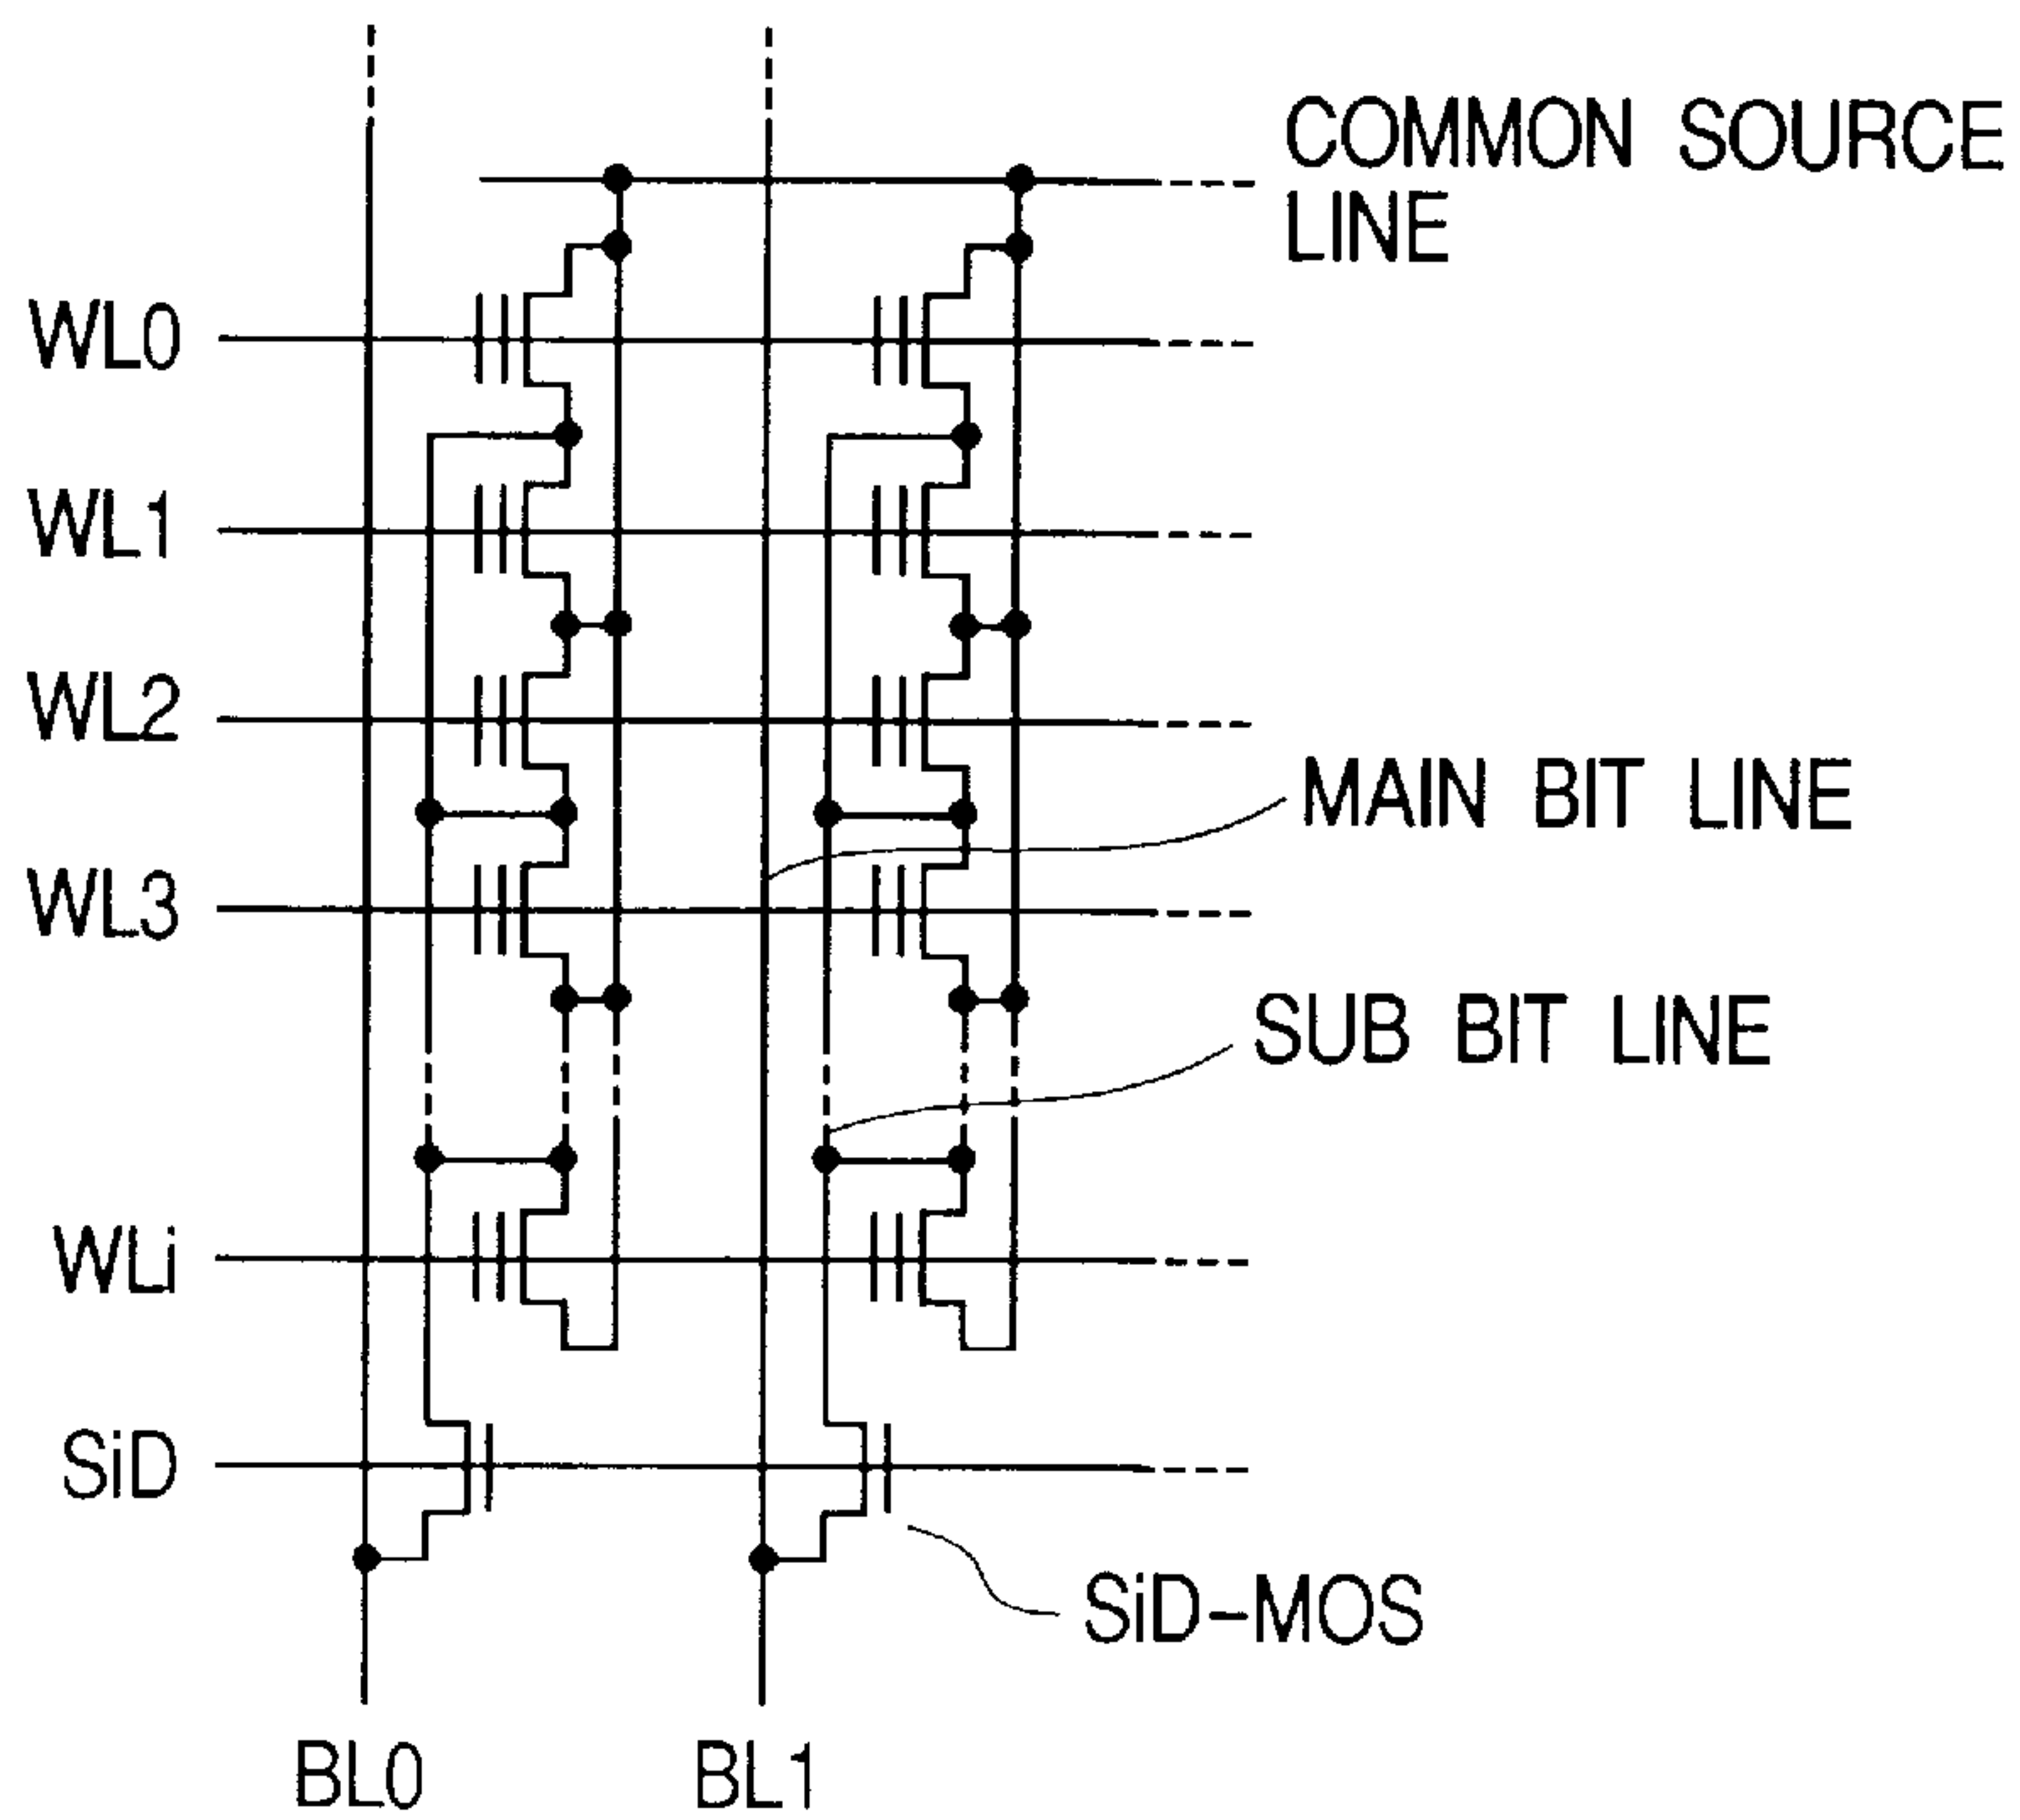 COMMON SOURCE
LINE
WL0
WL1
WL2
MAIN BIT LINE
WL3
SUB BIT LINE
WLi
SiD
SiD-MOS
BL0
BL1